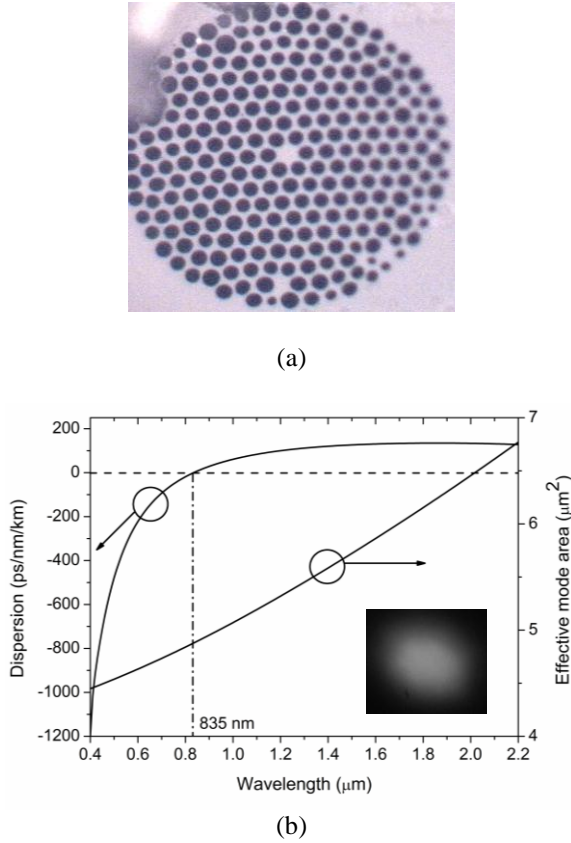 (a)
200
0
-200
-400
-600
-800
-1000
-1200
0.4 0.6 0.8 1.0 1.2 1.4 1.6 1.8 2.0 2.2
7
6
5
4
835 nm
Dispersion (ps/nm/km)
Effective mode area (μm²)
Wavelength (μm)
(b)